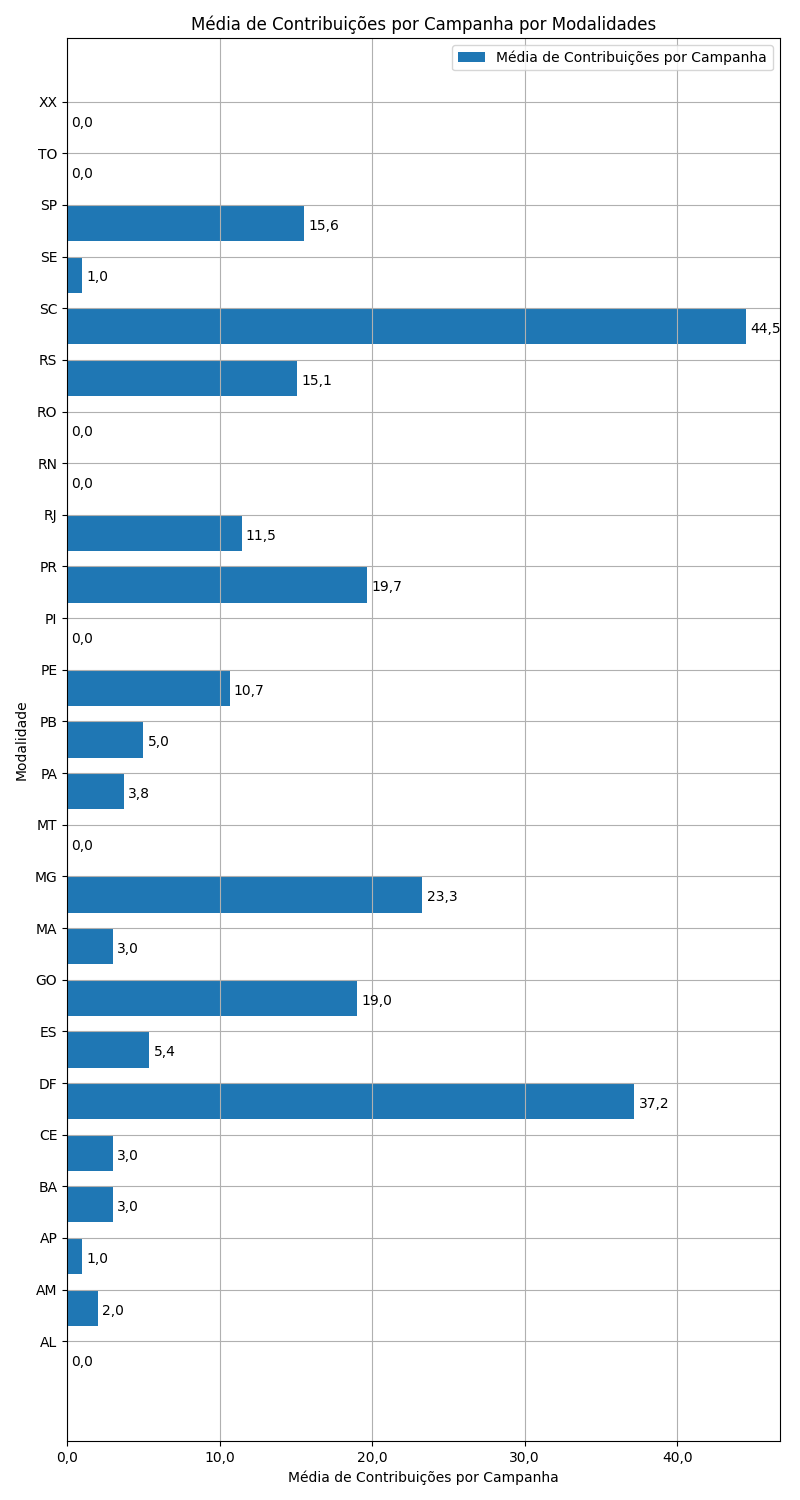 Média de Contribuições por Campanha por Modalidades
Média de Contribuições por Campanha
XX
0,0
TO
0,0
SP
15,6
SE
1,0
SC
44,5
RS
15,1
RO
0,0
RN
0,0
RJ
11,5
PR
19,7
PI
0,0
PE
10,7
PB
5,0
PA
3,8
MT
0,0
MG
23,3
MA
3,0
GO
19,0
ES
5,4
DF
37,2
CE
3,0
BA
3,0
AP
1,0
AM
2,0
AL
0,0
Modalidade
0,0 10,0 20,0 30,0 40,0
Média de Contribuições por Campanha